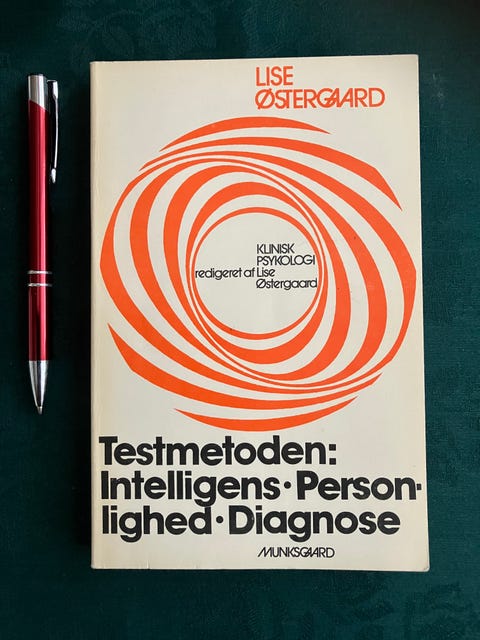 LISE
ØSTERGAARD
KLINISK
PSYKOLOGI
redigeret af Lise
Østergaard
Testmetoden:
Intelligens·Person-
lighed·Diagnose
MUNKSGAARD